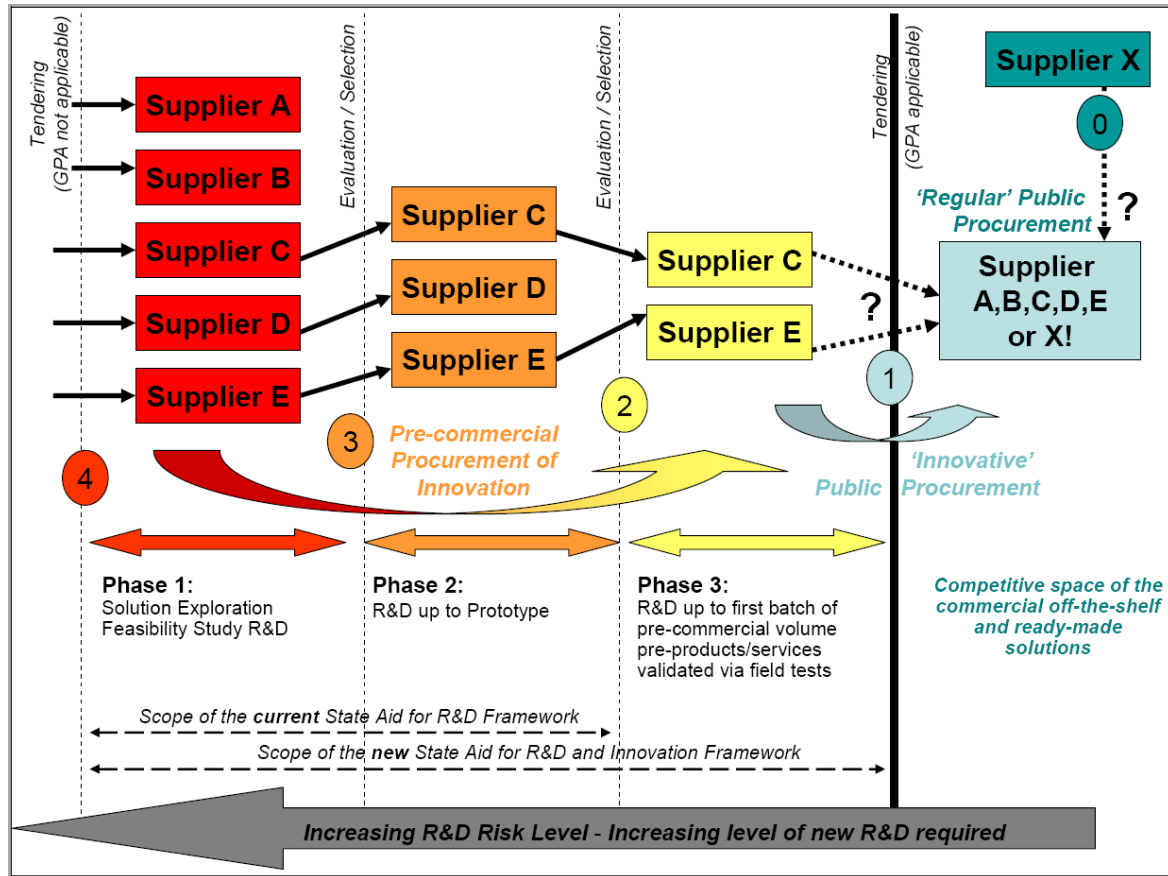 Tendering
(GPA not applicable)
Supplier A
Supplier B
Supplier C
Supplier D
Supplier E
4
Evaluation / Selection
3
Supplier C
Supplier D
Supplier E
Pre-commercial
Procurement of
Innovation
Evaluation / Selection
2
Supplier C
Supplier E
?
1
Tendering
(GPA applicable)
Supplier X
0
?
‘Regular’ Public
Procurement
Supplier
A,B,C,D,E
or X!
‘Innovative’
Public Procurement
Phase 1:
Solution Exploration
Feasibility Study R&D
Phase 2:
R&D up to Prototype
Phase 3:
R&D up to first batch of
pre-commercial volume
pre-products/services
validated via field tests
Competitive space of the
commercial off-the-shelf
and ready-made
solutions
Scope of the current State Aid for R&D Framework
Scope of the new State Aid for R&D and Innovation Framework
Increasing R&D Risk Level - Increasing level of new R&D required